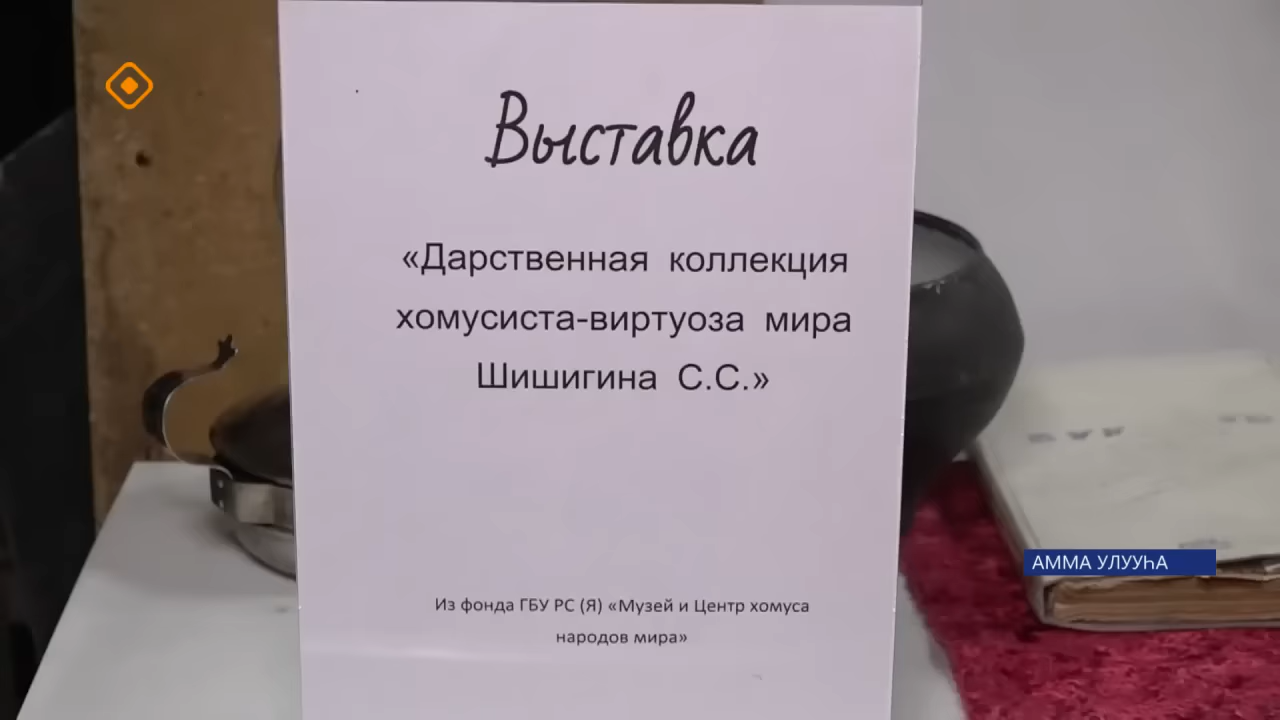 Выставка
«Дарственная коллекция
хомусиста-виртуоза мира
Шишигина С.С.»
Из фонда ГБУ РС (Я) «Музей и Центр хомуса
народов мира»
АММА УЛУУҺА